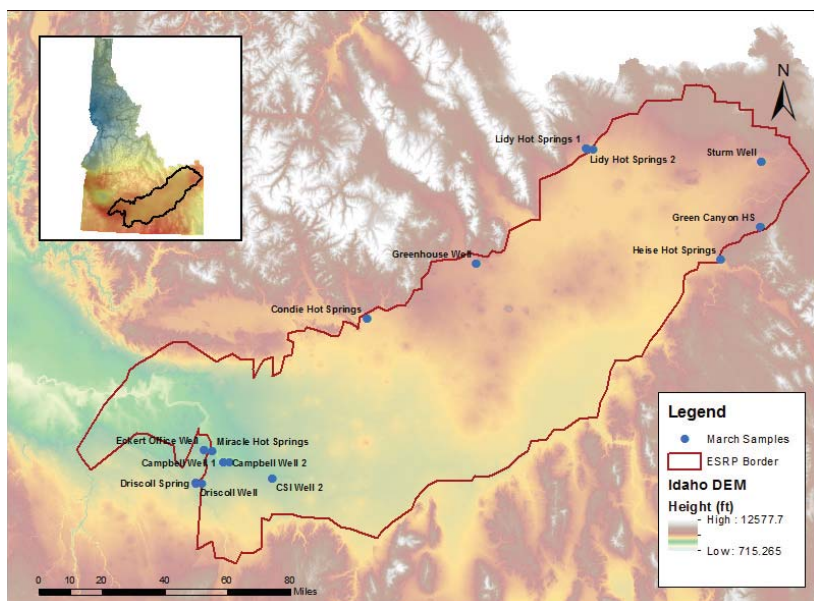 N
Lidy Hot Springs 1
Lidy Hot Springs 2
Sturm Well
Green Canyon HS
Heise Hot Springs
Greenhouse Well
Condie Hot Springs
Eckert Office Well
Miracle Hot Springs
Campbell Well 1
Campbell Well 2
Driscoll Spring
Driscoll Well
CSI Well 2
Legend
March Samples
ESRP Border
Idaho DEM
Height (ft)
High : 12577.7
Low : 715.265
0 10 20 40 60 80
Miles